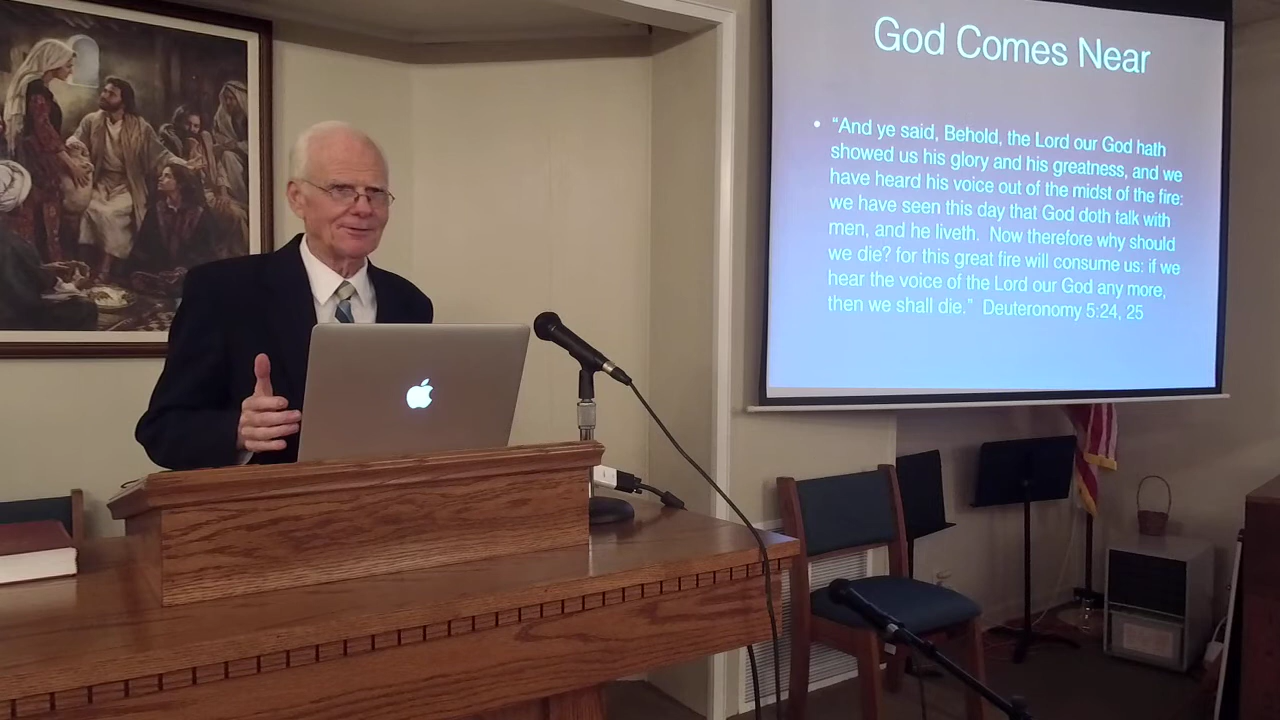 God Comes Near
• “And ye said, Behold, the Lord our God hath
showed us his glory and his greatness, and we
have heard his voice out of the midst of the fire:
we have seen this day that God doth talk with
men, and he liveth. Now therefore why should
we die? for this great fire will consume us: if we
hear the voice of the Lord our God any more,
then we shall die.” Deuteronomy 5:24, 25